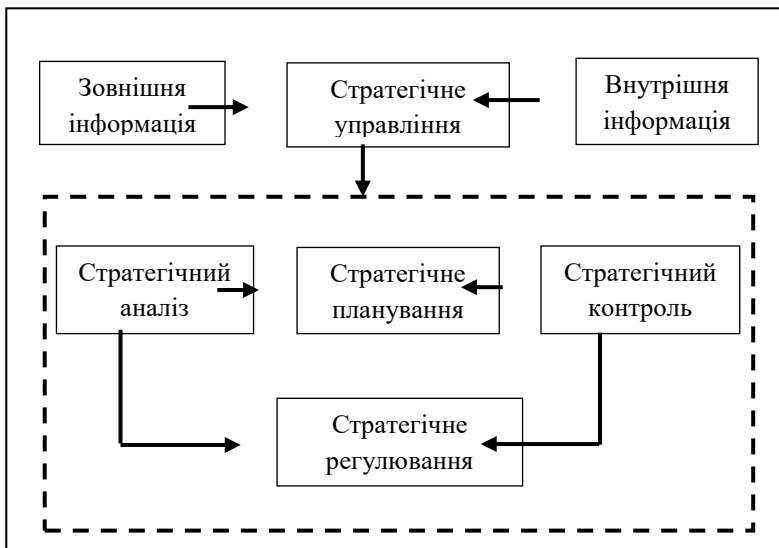 Зовнішня
інформація
Стратегічне
управління
Внутрішня
інформація
Стратегічний
аналіз
Стратегічне
планування
Стратегічний
контроль
Стратегічне
регулювання